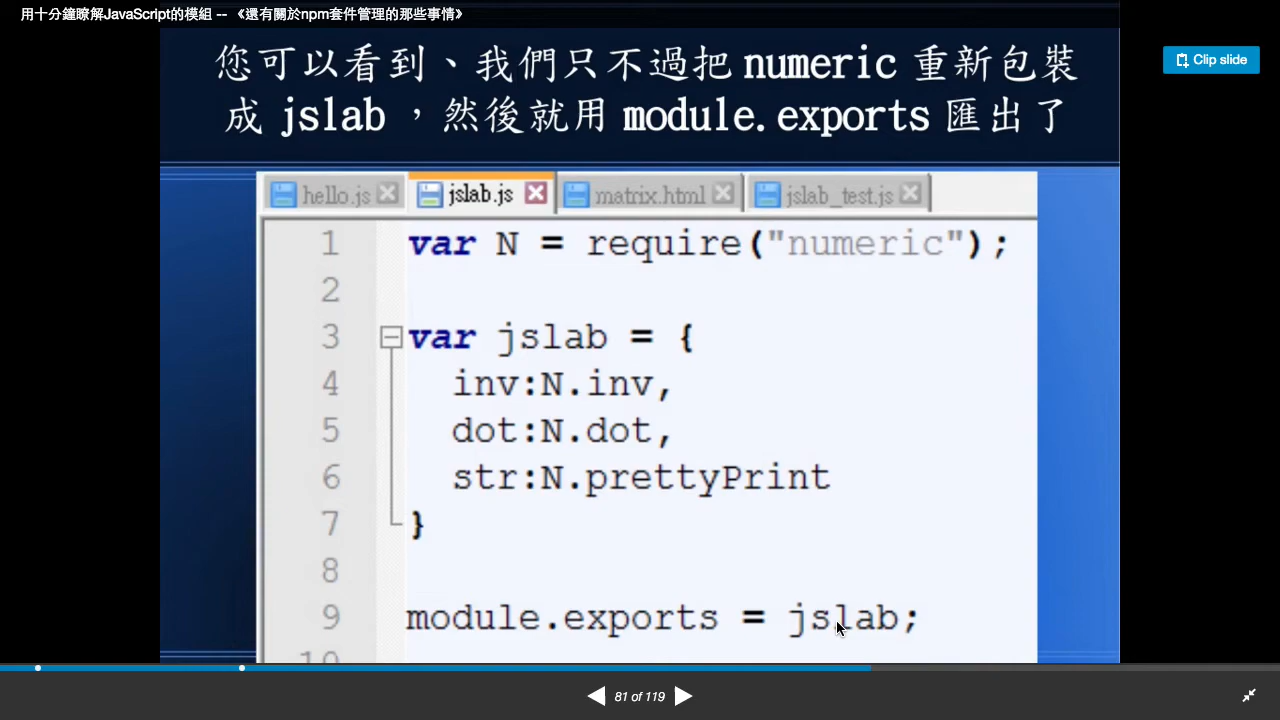 用十分鐘瞭解JavaScript的模組 -- 《還有關於npm套件管理的那些事情》
Clip slide
您可以看到、我們只不過把 numeric 重新包裝
成 jslab ，然後就用 module.exports 匯出了
hello.js jslab.js matrix.html jslab_test.js
1 var N = require("numeric");
2
3 var jslab = {
4 inv:N.inv,
5 dot:N.dot,
6 str:N.prettyPrint
7 }
8
9 module.exports = jslab;
10
81 of 119